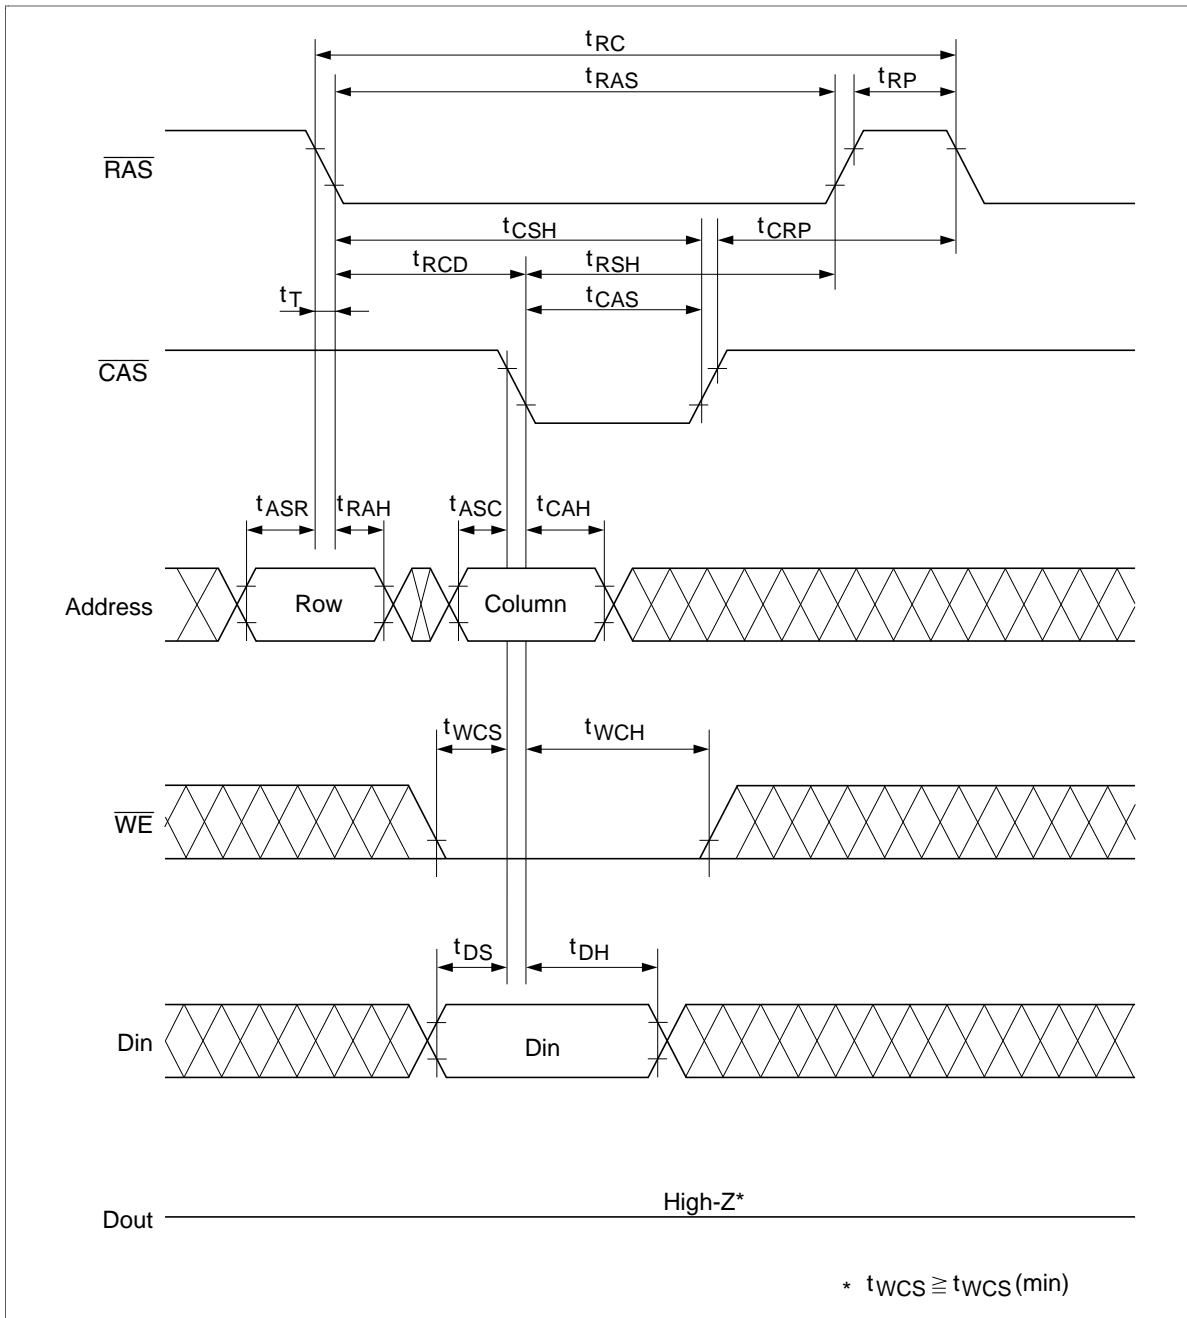 tRC
tRAS
tRP
RAS
tCSH
tCRP
tRCD
tRSH
tT
tCAS
CAS
tASR
tRAH
tASC
tCAH
Address
Row
Column
tWCS
tWCH
WE
tDS
tDH
Din
Din
High-Z*
Dout
* tWCS ≧ tWCS(min)